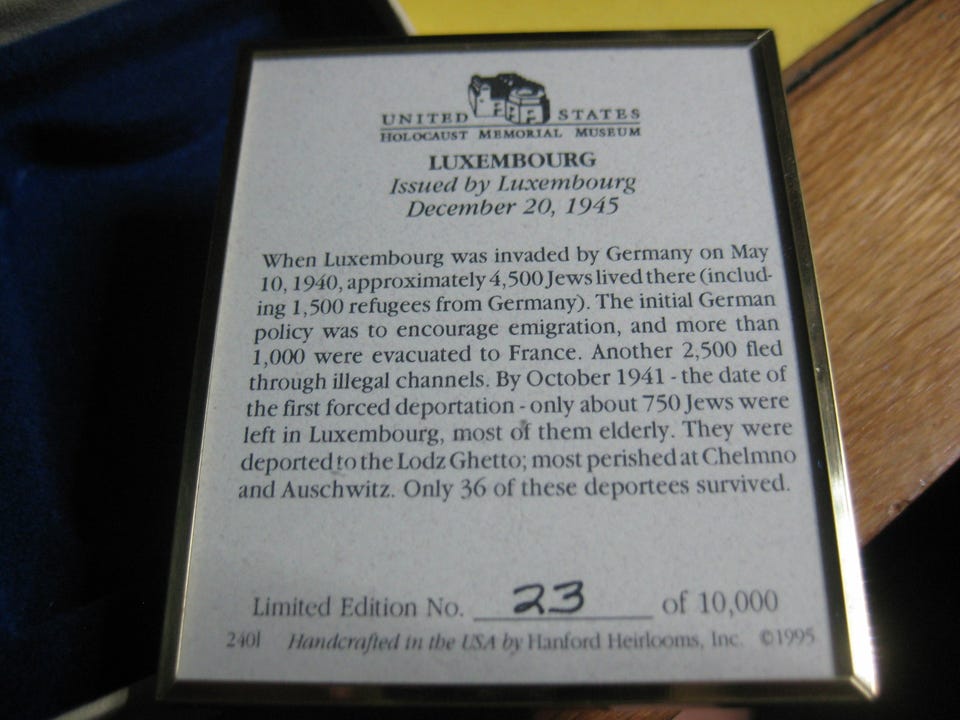 UNITED STATES
HOLOCAUST MEMORIAL MUSEUM
LUXEMBOURG
Issued by Luxembourg
December 20, 1945
When Luxembourg was invaded by Germany on May
10, 1940, approximately 4,500 Jews lived there (includ-
ing 1,500 refugees from Germany). The initial German
policy was to encourage emigration, and more than
1,000 were evacuated to France. Another 2,500 fled
through illegal channels. By October 1941 - the date of
the first forced deportation - only about 750 Jews were
left in Luxembourg, most of them elderly. They were
deported to the Lodz Ghetto; most perished at Chelmno
and Auschwitz. Only 36 of these deportees survived.
Limited Edition No. 23 of 10,000
240l Handcrafted in the USA by Hanford Heirlooms, Inc. ©1995